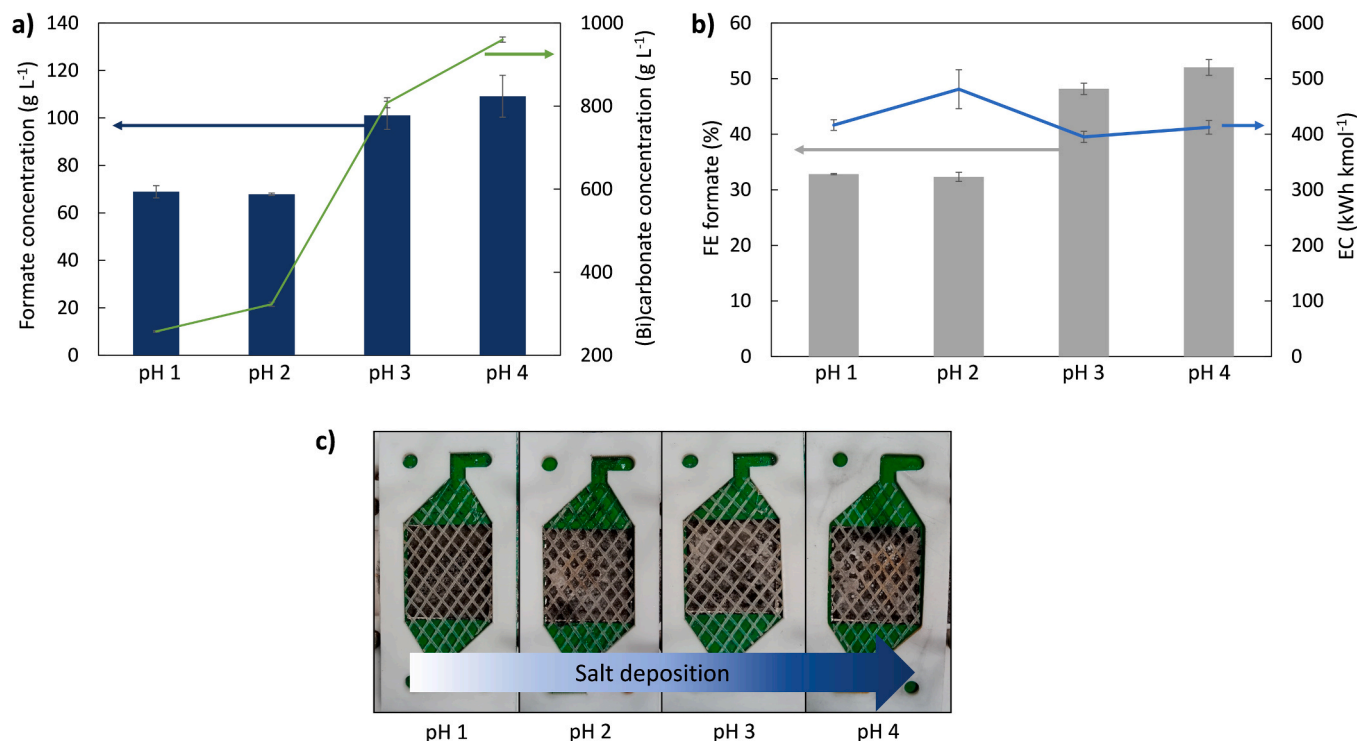 a)
Formate concentration (g L⁻¹)
140
120
100
80
60
40
20
0
1000
800
600
400
200
(Bi)carbonate concentration (g L⁻¹)
pH 1 pH 2 pH 3 pH 4
b)
FE formate (%)
60
50
40
30
20
10
0
600
500
400
300
200
100
0
EC (kWh kmol⁻¹)
pH 1 pH 2 pH 3 pH 4
c)
Salt deposition
pH 1 pH 2 pH 3 pH 4